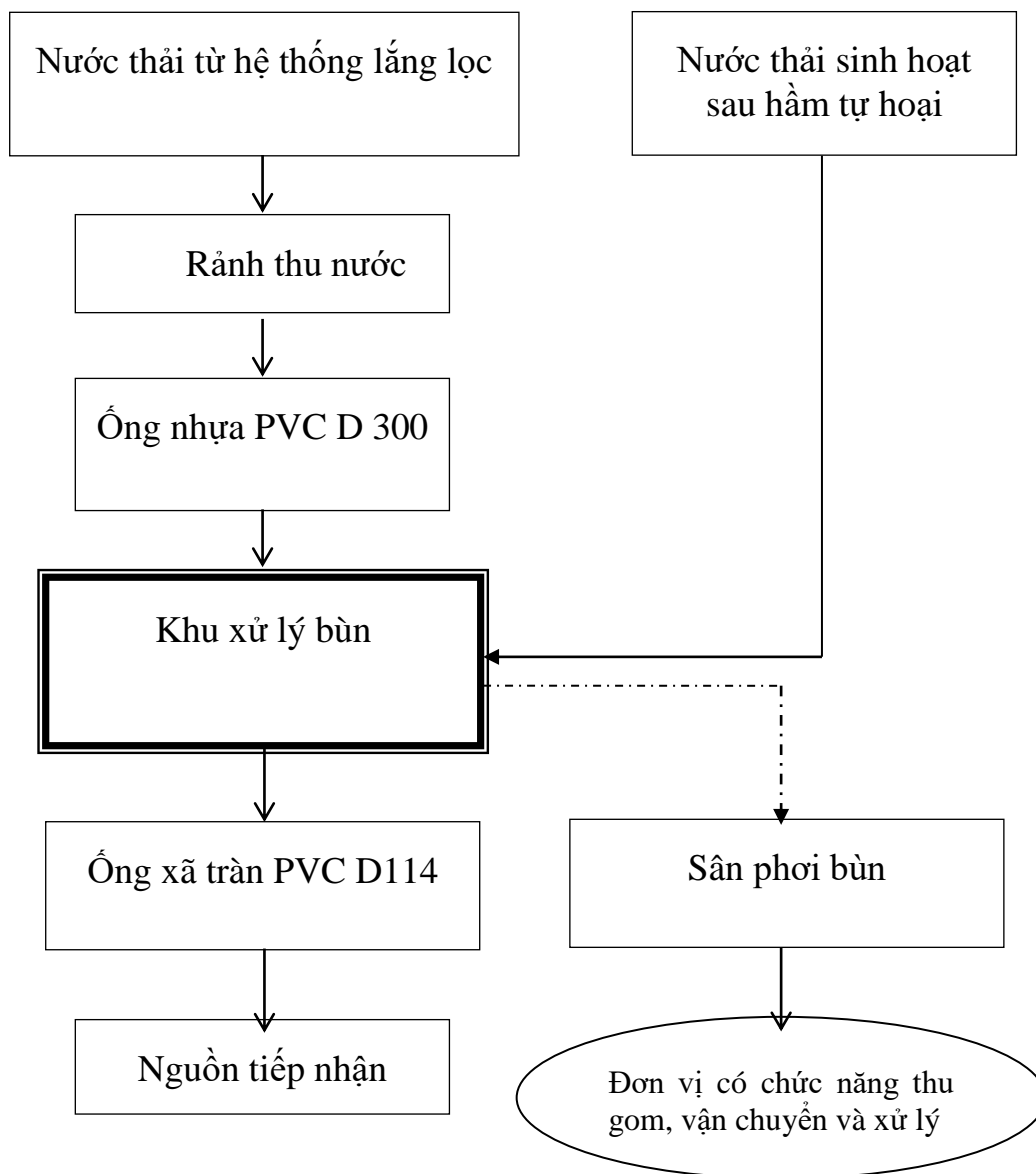 Nước thải từ hệ thống lắng lọc
Nước thải sinh hoạt
sau hầm tự hoại
Rảnh thu nước
Ống nhựa PVC D 300
Khu xử lý bùn
Ống xã tràn PVC D114
Sân phơi bùn
Nguồn tiếp nhận
Đơn vị có chức năng thu
gom, vận chuyển và xử lý